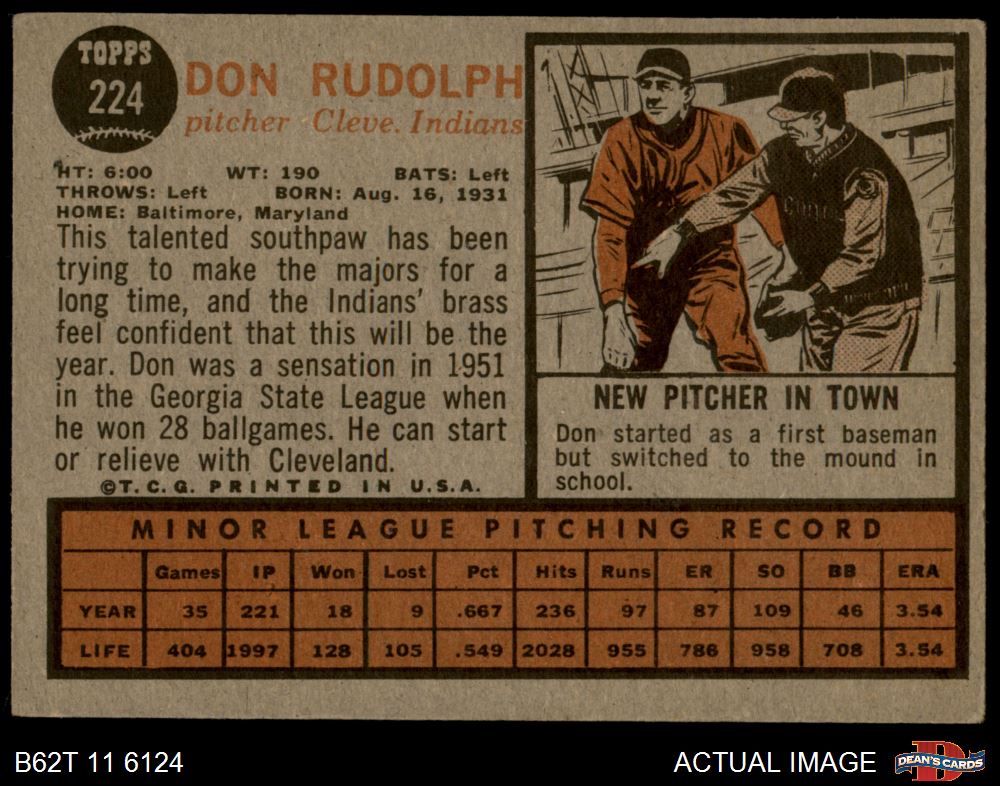 TOPPS
224
DON RUDOLPH
pitcher Cleve. Indians
HT: 6:00 WT: 190 BATS: Left
THROWS: Left BORN: Aug. 16, 1931
HOME: Baltimore, Maryland
This talented southpaw has been
trying to make the majors for a
long time, and the Indians' brass
feel confident that this will be the
year. Don was a sensation in 1951
in the Georgia State League when
he won 28 ballgames. He can start
or relieve with Cleveland.
©T.C.G. PRINTED IN U.S.A.
NEW PITCHER IN TOWN
Don started as a first baseman
but switched to the mound in
school.
MINOR LEAGUE PITCHING RECORD
Games IP Won Lost Pct Hits Runs ER SO BB ERA
YEAR 35 221 18 9 .667 236 97 87 109 46 3.54
LIFE 404 1997 128 105 .549 2028 955 786 958 708 3.54
B62T 11 6124
ACTUAL IMAGE
DEAN'S CARDS